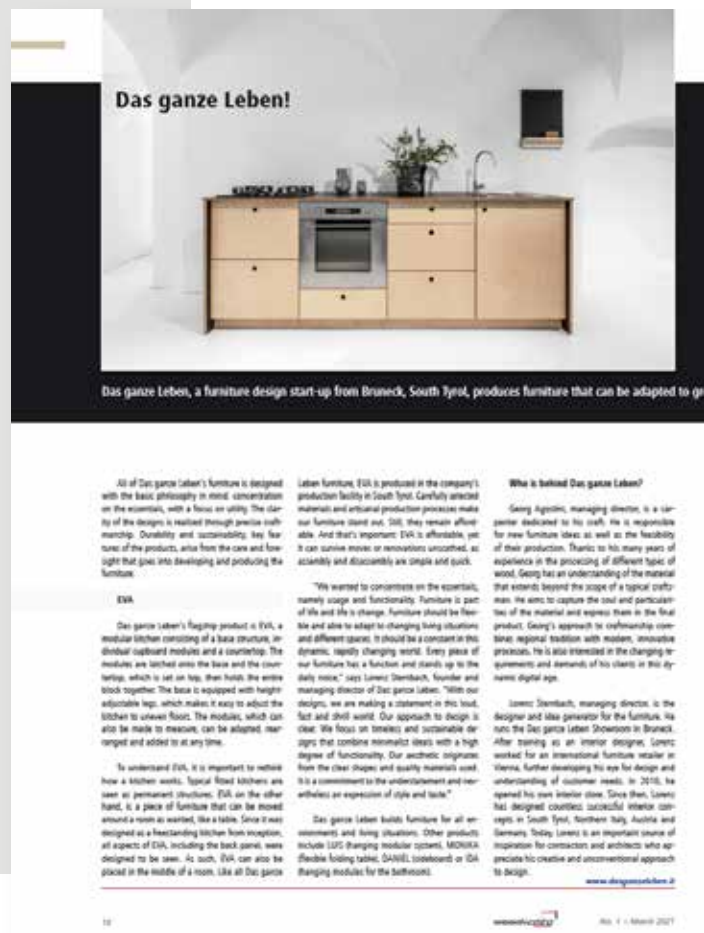 Das ganze Leben!
Das ganze Leben, a furniture design start-up from Bruneck, South Tyrol, produces furniture that can be adapted to gr
All of Das ganze Leben's furniture is designed
with the basic philosophy in mind: concentration
on the essentials, with a focus on utility. The clar-
ity of the designs is realised through precise craft-
manship. Durability and sustainability, key fea-
tures of the products, arise from the care and fore-
sight that goes into developing and producing the
furniture.
EVA
Das ganze Leben's flagship product is EVA, a
modular kitchen consisting of a base structure, in-
dividual cupboard modules and a countertop. The
modules are latched onto the base and the coun-
tertop, which is set on top, then holds the entire
block together. The base is equipped with height-
adjustable legs, which makes it easy to adjust the
kitchen to uneven floors. The modules, which can
also be made to measure, can be adapted, rear-
ranged and added to at any time.
To understand EVA, it is important to rethink
how a kitchen works. Typical fitted kitchens are
seen as permanent structures. EVA on the other
hand, is a piece of furniture that can be moved
around a room as wanted, like a table. Since it was
designed as a freestanding kitchen from inception,
all aspects of EVA, including the back panel, were
designed to be seen. As such, EVA can also be
placed in the middle of a room. Like all Das ganze
Leben furniture, EVA is produced in the company's
production facility in South Tyrol. Carefully selected
materials and artisanal production processes make
our furniture stand out. Still, they remain afford-
able. And that's important: EVA is affordable, yet
it can survive moves or renovations unscathed, as
assembly and disassembly are simple and quick.
"We wanted to concentrate on the essentials,
namely usage and functionality. Furniture is part
of life and life is change. Furniture should be flexi-
ble and able to adapt to changing living situations
and different spaces. It should be a constant in this
dynamic, rapidly changing world. Every piece of
our furniture has a function and stands up to the
daily noise," says Lorenz Sternbach, founder and
managing director of Das ganze Leben. "With our
designs, we are making a statement in this loud,
fast and shrill world. Our approach to design is
clear: We focus on timeless and sustainable de-
signs that combine minimalist ideals with a high
degree of functionality. Our aesthetic originates
from the clear shapes and quality materials used.
It is a commitment to the understatement and nev-
ertheless an expression of style and taste."
Das ganze Leben builds furniture for all en-
vironments and living situations. Other products
include LUIS (hanging modular system), MONIKA
(flexible folding table), DANIEL (sideboard) or IDA
(hanging modules for the bathroom).
Who is behind Das ganze Leben?
Georg Agostini, managing director, is a car-
penter dedicated to his craft. He is responsible
for new furniture ideas as well as the feasibility
of their production. Thanks to his many years of
experience in the processing of different types of
wood, Georg has an understanding of the material
that extends beyond the scope of a typical crafts-
man. He aims to capture the soul and particulari-
ties of the material and express them in the final
product. Georg's approach to craftmanship com-
bines regional tradition with modern, innovative
processes. He is also interested in the changing re-
quirements and demands of his clients in this dy-
namic digital age.
Lorenz Sternbach, managing director, is the
designer and idea generator for the furniture. He
runs the Das ganze Leben Showroom in Bruneck.
After training as an interior designer, Lorenz
worked for an international furniture retailer in
Vienna, further developing his eye for design and
understanding of customer needs. In 2010, he
opened his own interior store. Since then, Lorenz
has designed countless successful interior con-
cepts in South Tyrol, Northern Italy, Austria and
Germany. Today, Lorenz is an important source of
inspiration for contractors and architects who ap-
preciate his creative and unconventional approach
to design.
www.dasganzeleben.it
No. 1 – March 2021